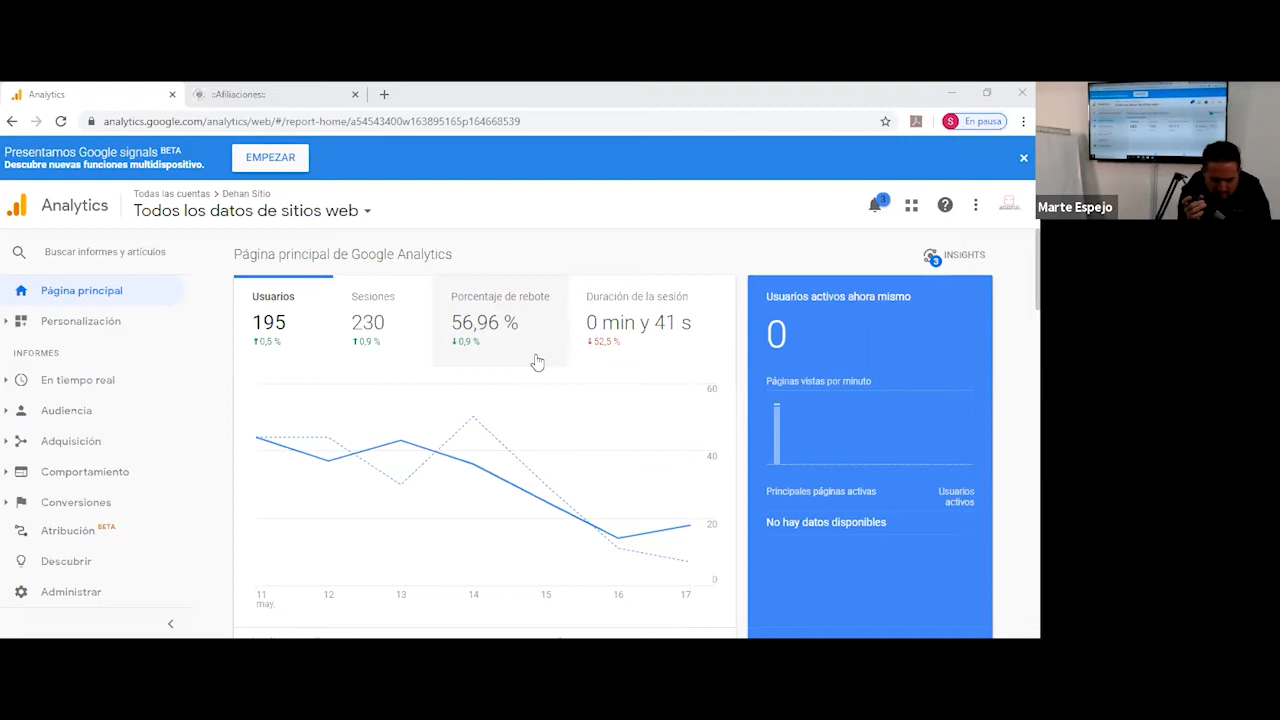 Analytics
::Afiliaciones::
analytics.google.com/analytics/web/#/report-home/a54543400w163785165p164668539
S
En pausa
Presentamos Google signals BETA
Descubre nuevas funciones multidispositivo.
EMPEZAR
Analytics
Todas las cuentas > Dehan Sitio
Todos los datos de sitios web
3
Marte Espejo
Buscar informes y artículos
Página principal
Personalización
INFORMES
En tiempo real
Audiencia
Adquisición
Comportamiento
Conversiones
Atribución BETA
Descubrir
Administrar
Página principal de Google Analytics
INSIGHTS
3
Usuarios
195
0,5 %
Sesiones
230
0,9 %
Porcentaje de rebote
56,96 %
0,9 %
Duración de la sesión
0 min y 41 s
52,5 %
60
40
20
0
11
may.
12
13
14
15
16
17
Usuarios activos ahora mismo
0
Páginas vistas por minuto
Principales páginas activas
Usuarios
activos
No hay datos disponibles